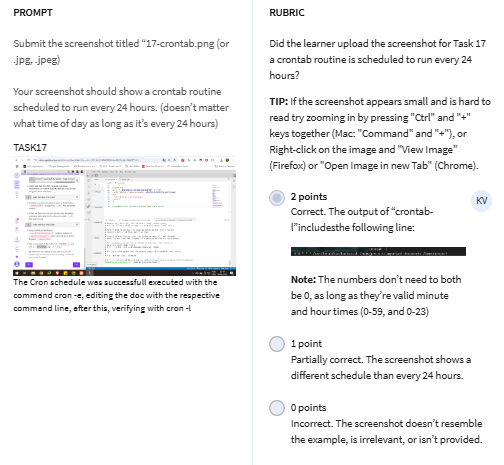 PROMPT
Submit the screenshot titled “17-crontab.png (or
.jpg, .jpeg)
Your screenshot should show a crontab routine
scheduled to run every 24 hours. (doesn’t matter
what time of day as long as it’s every 24 hours)
TASK17
The Cron schedule was successfull executed with the
command cron -e, editing the doc with the respective
command line, after this, verifying with cron -l
RUBRIC
Did the learner upload the screenshot for Task 17
a crontab routine is scheduled to run every 24
hours?
TIP: If the screenshot appears small and is hard to
read try zooming in by pressing "Ctrl" and "+"
keys together (Mac: "Command" and "+"), or
Right-click on the image and "View Image"
(Firefox) or "Open Image in new Tab" (Chrome).
2 points
KV
Correct. The output of “crontab-
l”includesthe following line:
Note: The numbers don’t need to both
be 0, as long as they’re valid minute
and hour times (0-59, and 0-23)
1 point
Partially correct. The screenshot shows a
different schedule than every 24 hours.
0 points
Incorrect. The screenshot doesn’t resemble
the example, is irrelevant, or isn’t provided.